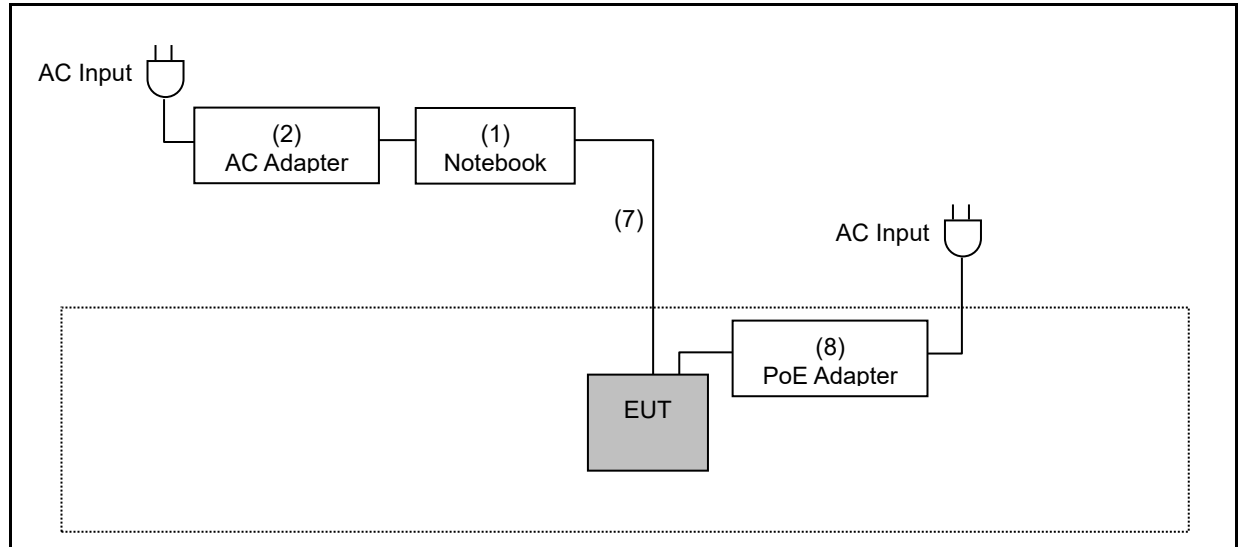 AC Input
(2)
AC Adapter
(1)
Notebook
(7)
AC Input
(8)
PoE Adapter
EUT